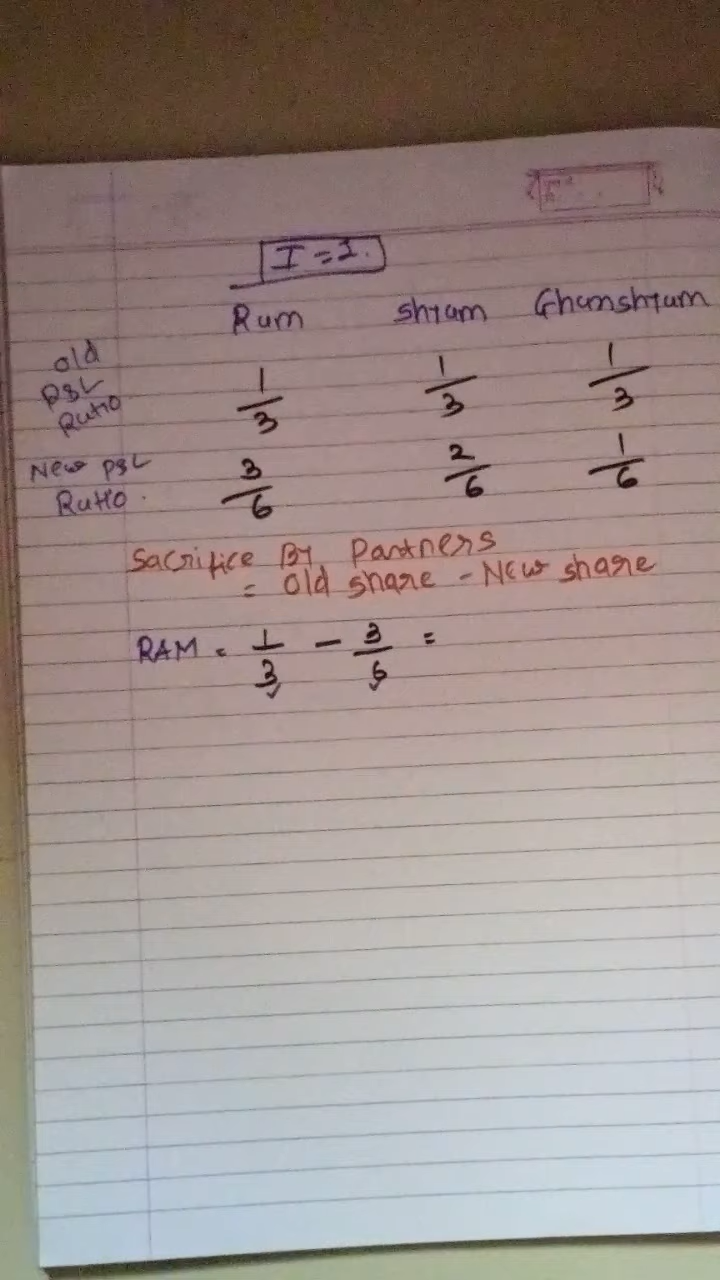 I = 1.
Ram Shyam Ghanshyam
Old
P&L
Ratio
1/3 1/3 1/3
New P&L
Ratio.
3/6 2/6 1/6
Sacrifice By Partners
= Old share - New share
RAM = 1/3 - 3/6 =